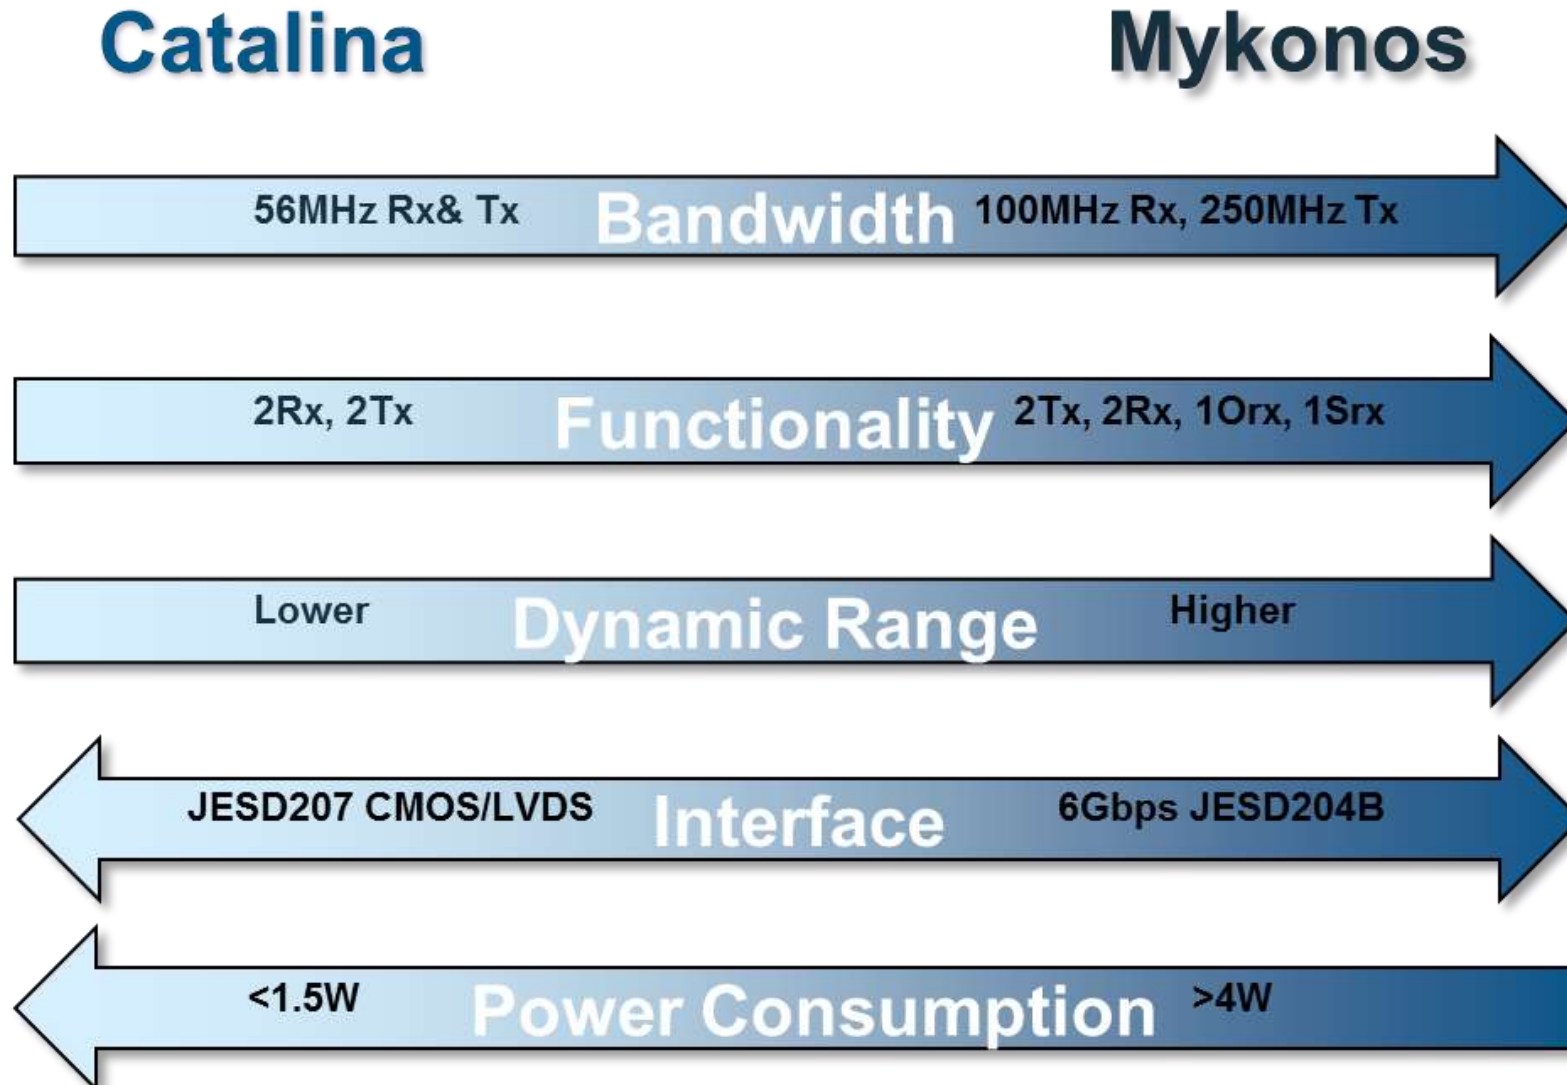 Catalina Mykonos
56MHz Rx& Tx Bandwidth 100MHz Rx, 250MHz Tx
2Rx, 2Tx Functionality 2Tx, 2Rx, 1Orx, 1Srx
Lower Dynamic Range Higher
JESD207 CMOS/LVDS Interface 6Gbps JESD204B
<1.5W Power Consumption >4W